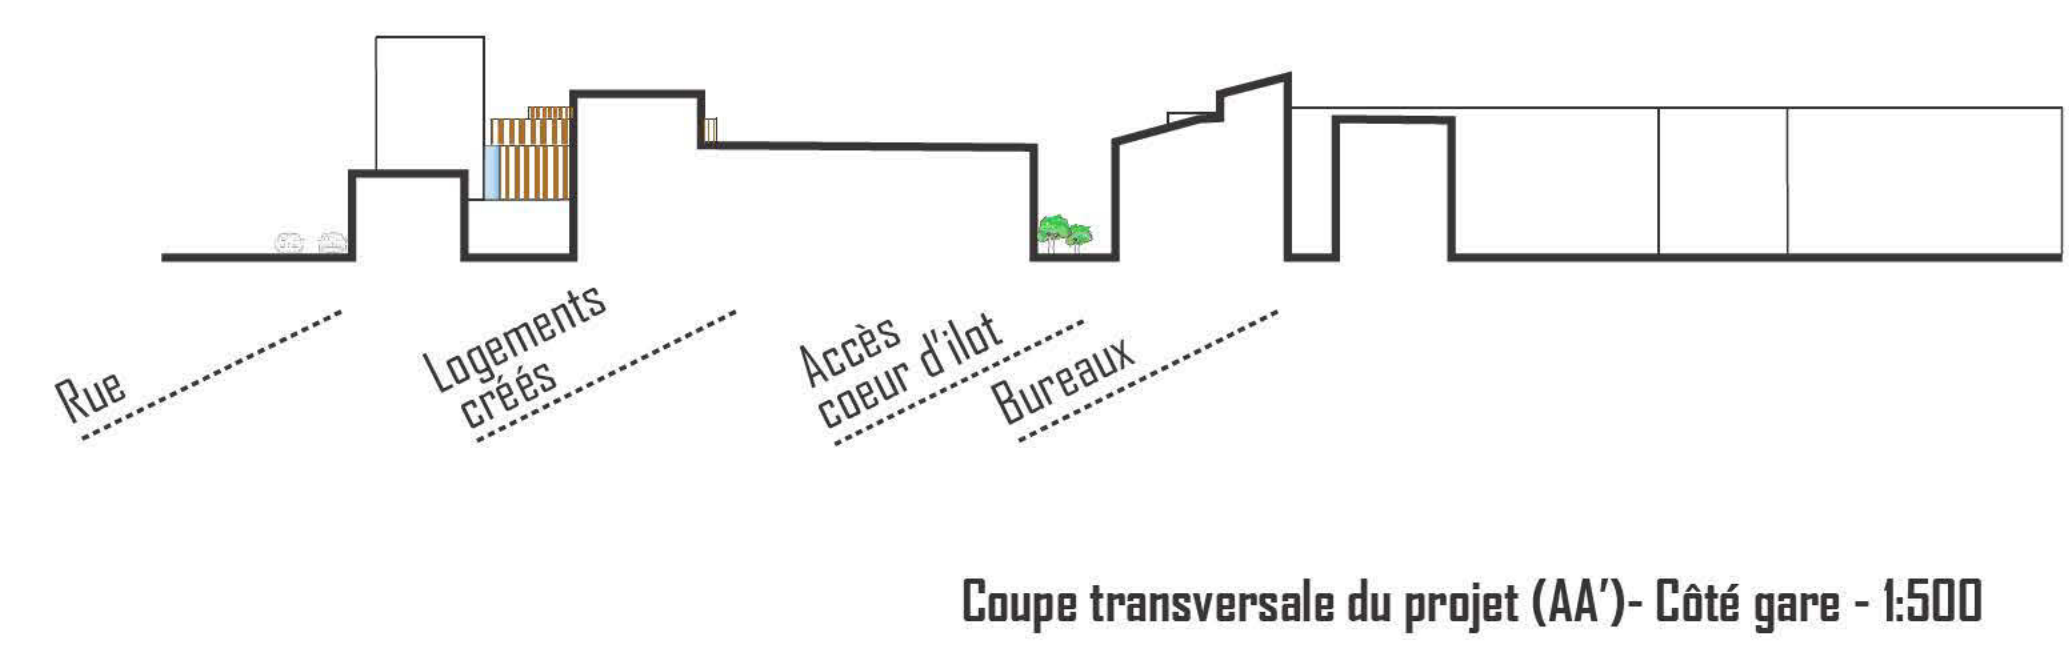 Rue
Logements
créés
Accès
coeur d'ilot
Bureaux
Coupe transversale du projet (AA')- Côté gare - 1:500